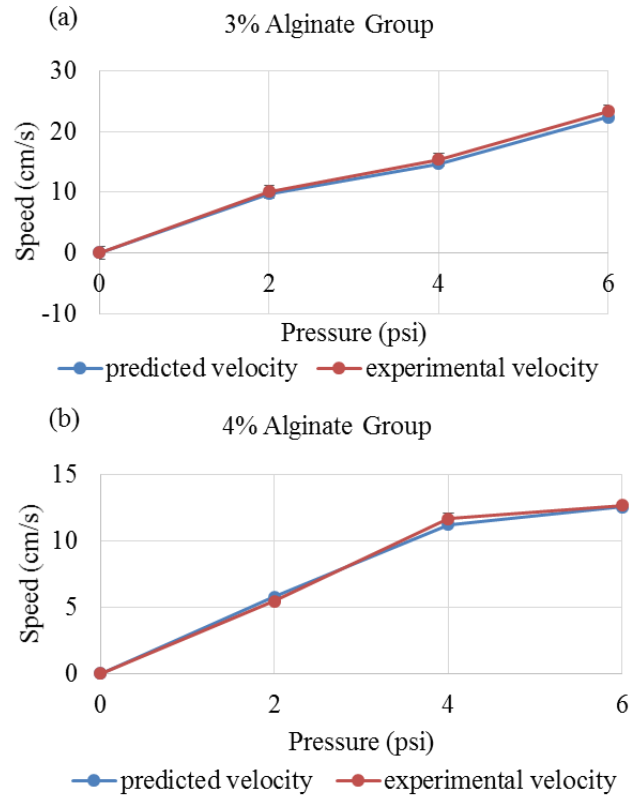 (a)
3% Alginate Group
30
20
10
0
-10
0 2 4 6
Speed (cm/s)
Pressure (psi)
predicted velocity experimental velocity
(b)
4% Alginate Group
15
10
5
0
0 2 4 6
Speed (cm/s)
Pressure (psi)
predicted velocity experimental velocity